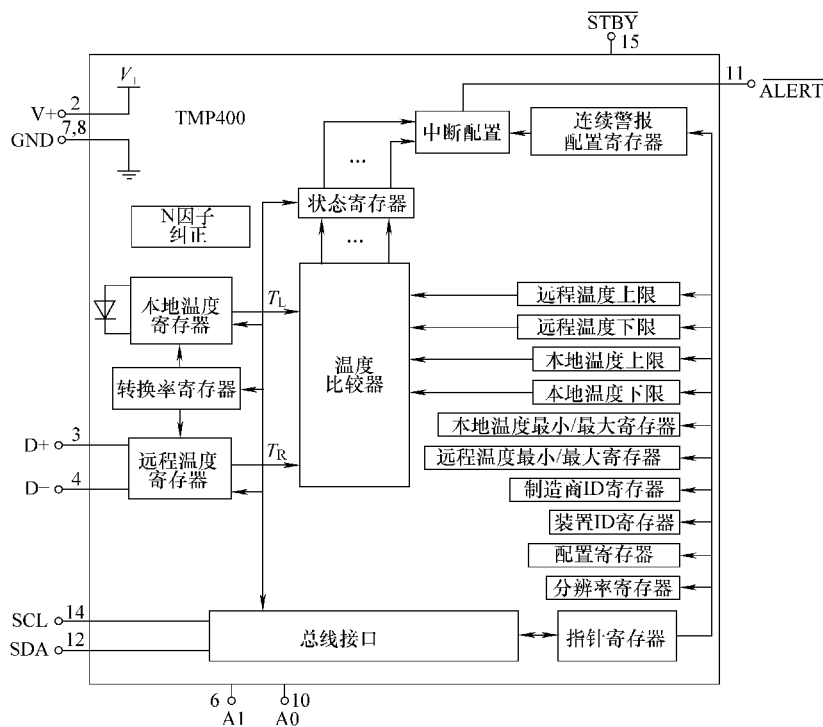 STBY
15
11
ALERT
V₁
2
V+
7,8
GND
TMP400
中断配置
连续警报
配置寄存器
...
状态寄存器
...
N因子
纠正
本地温度
寄存器
T_L
转换率寄存器
D+
3
远程温度
寄存器
T_R
D−
4
温度
比较器
远程温度上限
远程温度下限
本地温度上限
本地温度下限
本地温度最小/最大寄存器
远程温度最小/最大寄存器
制造商ID寄存器
装置ID寄存器
配置寄存器
分辨率寄存器
SCL
14
SDA
12
总线接口
指针寄存器
6
A1
10
A0